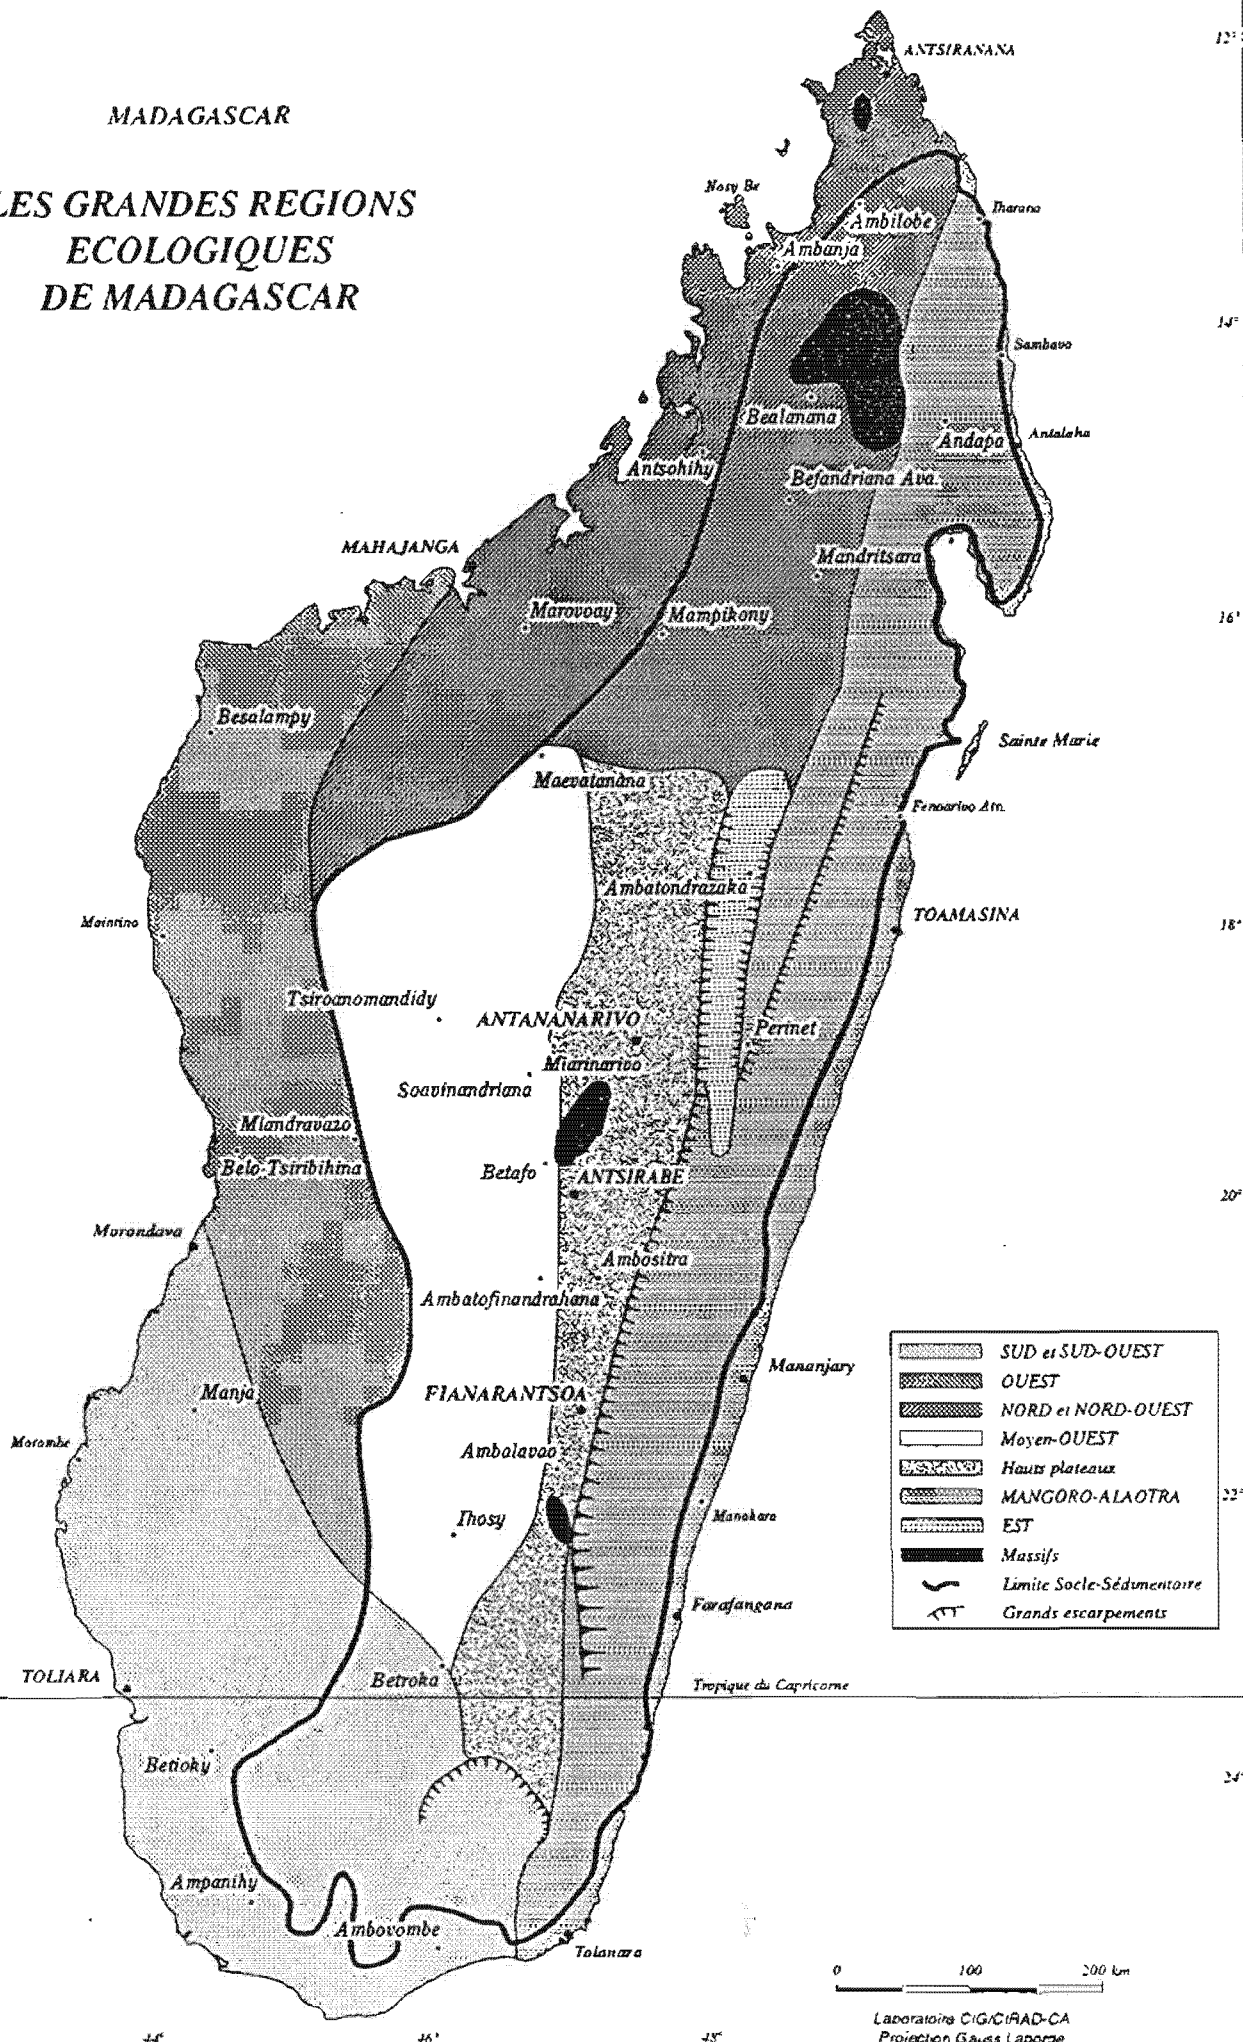 MADAGASCAR
LES GRANDES REGIONS
ECOLOGIQUES
DE MADAGASCAR
12°
ANTSIRANANA
Nosy Be
Iharana
Ambilobe
Ambanja
14°
Sambava
Bealanana
Andapa
Antalaha
Antsohihy
Befandriana Ava.
MAHAJANGA
Mandritsara
Marovoay
Mampikony
16°
Besalampy
Sainte Marie
Maevatanana
Fenoarivo Atn.
Ambatondrazaka
Maintirno
TOAMASINA
18°
Tsiroanomandidy
ANTANANARIVO
Perinet
Miarinarivo
Soavinandriana
Miandravazo
Belo-Tsiribihina
Betafo
ANTSIRABE
20°
Morondava
Ambositra
Ambatofinandrahana
Mananjary
Manja
FIANARANTSOA
Morombe
Ambalavao
Ihosy
Manakara
22°
Farafangana
TOLIARA
Betroka
Tropique du Capricorne
Betioky
24°
Ampanihy
Ambovombe
Tolanara
SUD et SUD-OUEST
OUEST
NORD et NORD-OUEST
Moyen-OUEST
Hauts plateaux
MANGORO-ALAOTRA
EST
Massifs
Limite Socle-Sédimentaire
Grands escarpements
0 100 200 km
Laboratoire CIG/CIRAD-CA
Projection Gauss Laborde
44° 46° 48°